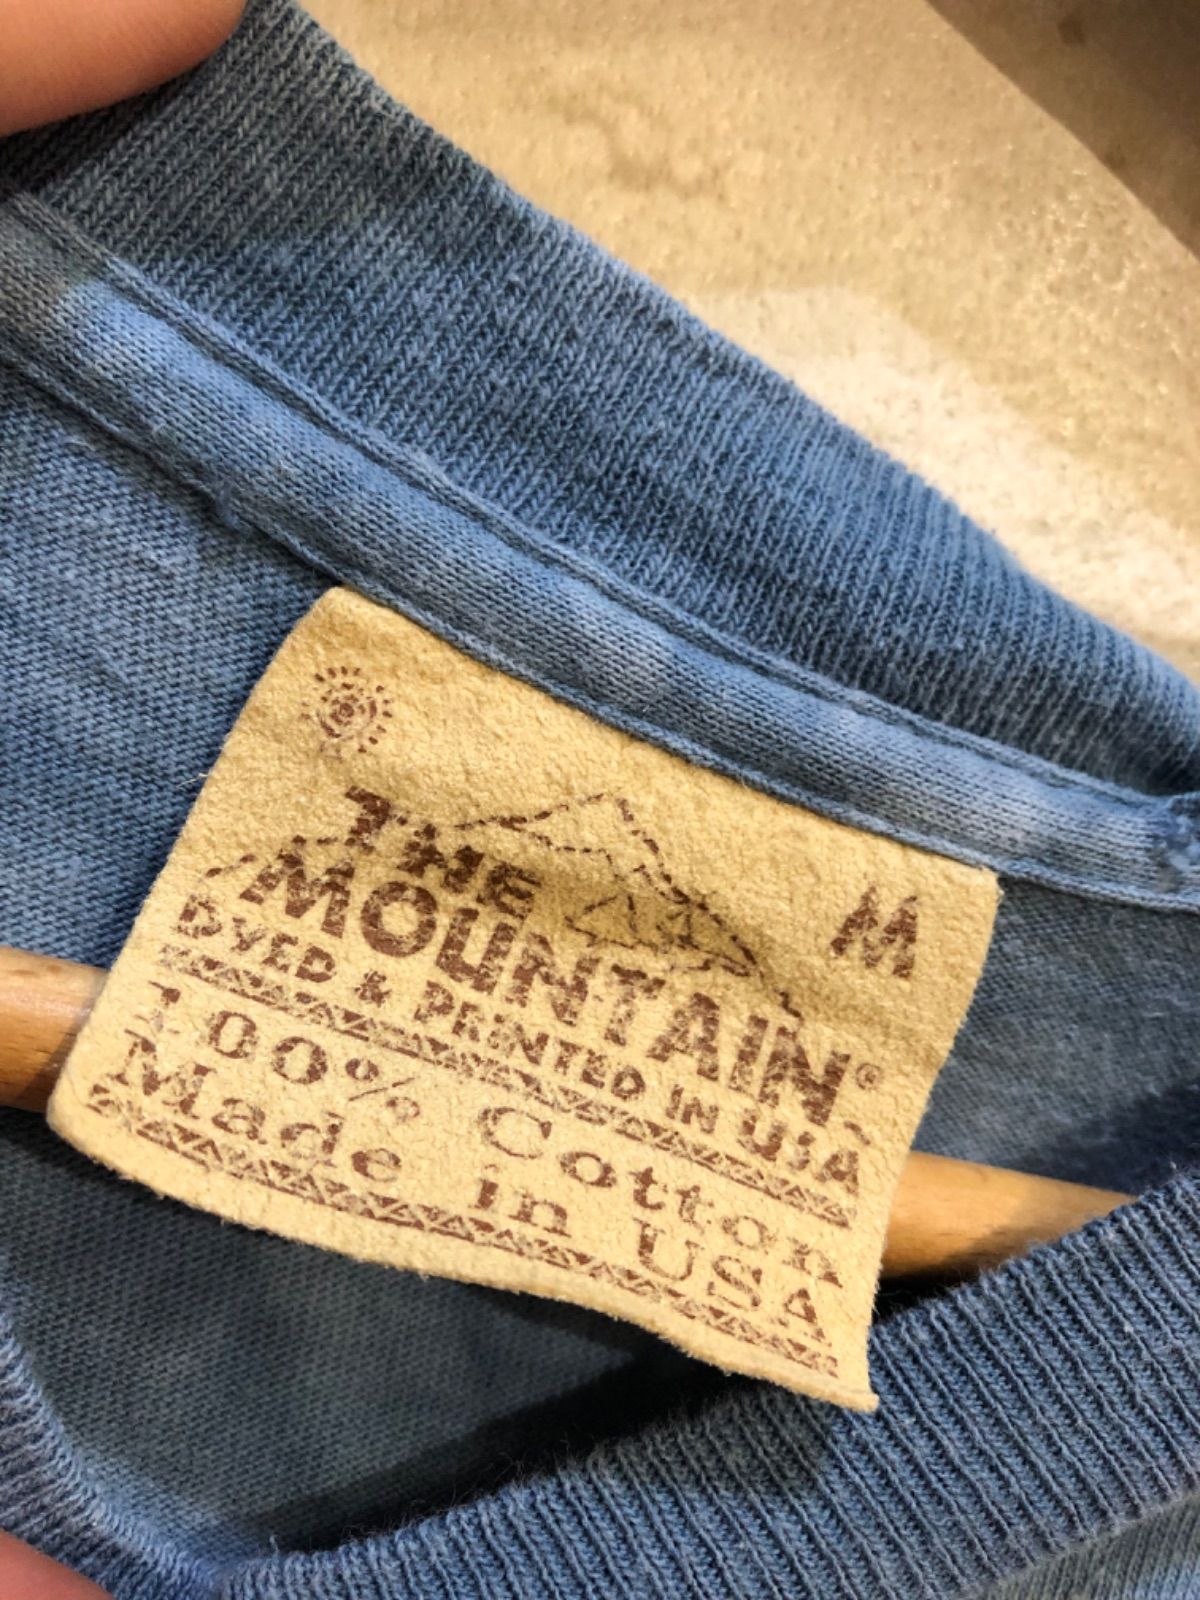 M
THE
MOUNTAIN®
DYED & PRINTED IN USA
100% Cotton
Made in USA